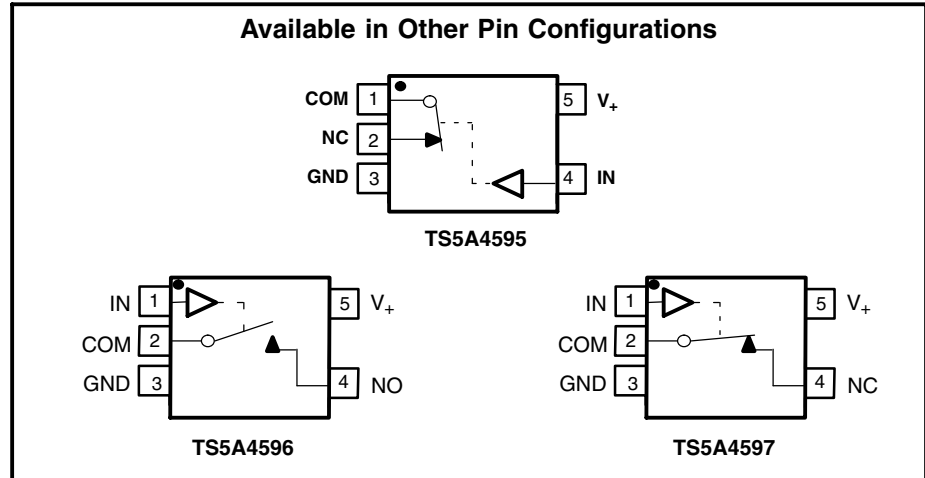 Available in Other Pin Configurations
COM 1 5 V+
NC 2
GND 3 4 IN
TS5A4595
IN 1 5 V+
COM 2
GND 3 4 NO
TS5A4596
IN 1 5 V+
COM 2
GND 3 4 NC
TS5A4597